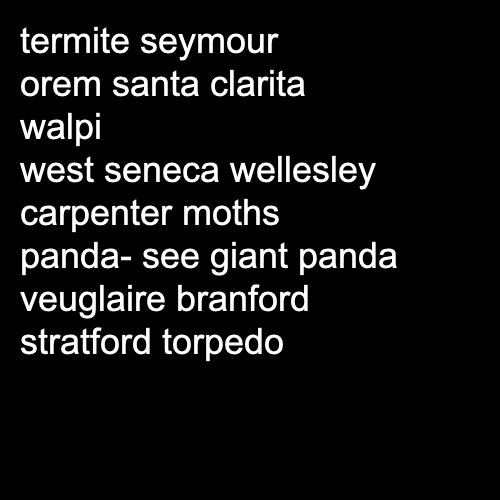 termite seymour
orem santa clarita
walpi
west seneca wellesley
carpenter moths
panda- see giant panda
veuglaire branford
stratford torpedo